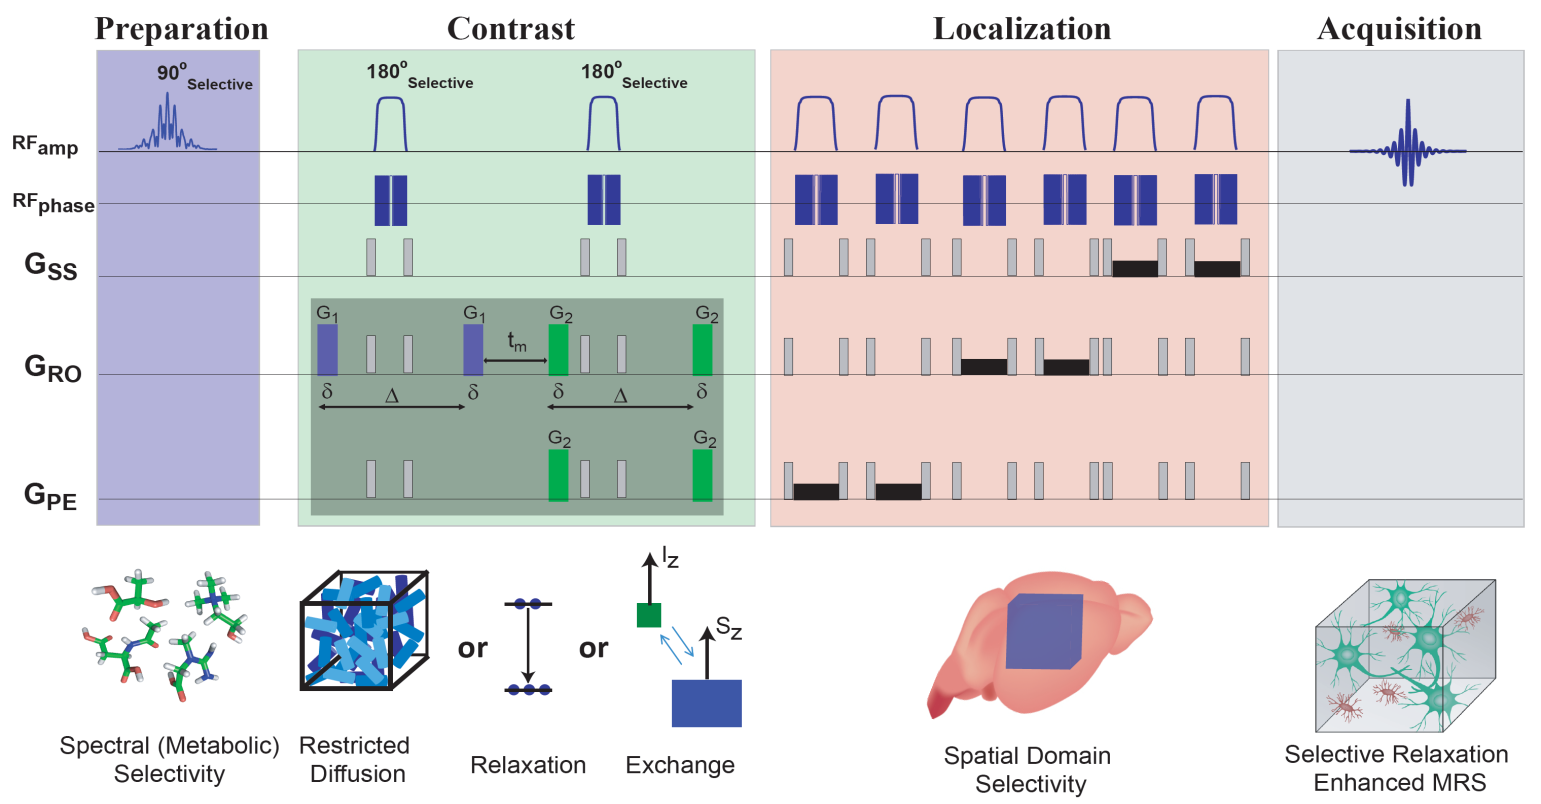 Preparation
Contrast
Localization
Acquisition
90° Selective
180° Selective
180° Selective
RFamp
RFphase
GSS
G1
G1
G2
G2
tm
GRO
δ
Δ
δ
δ
Δ
δ
G2
G2
GPE
Iz
Sz
or
or
Spectral (Metabolic)
Selectivity
Restricted
Diffusion
Relaxation
Exchange
Spatial Domain
Selectivity
Selective Relaxation
Enhanced MRS